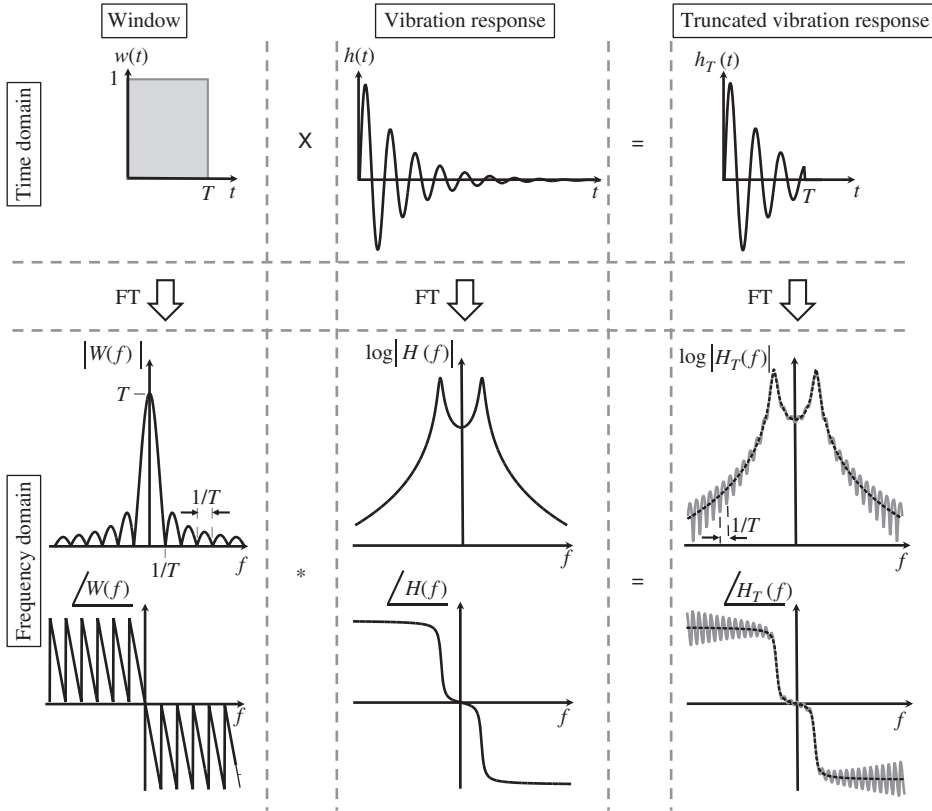 Window
Vibration response
Truncated vibration response
Time domain
w(t)
1
T
t
X
h(t)
t
=
h_T(t)
T
t
FT
FT
FT
Frequency domain
|W(f)|
T
1/T
1/T
f
*
log|H(f)|
f
=
log|H_T(f)|
1/T
f
∠W(f)
f
∠H(f)
f
∠H_T(f)
f